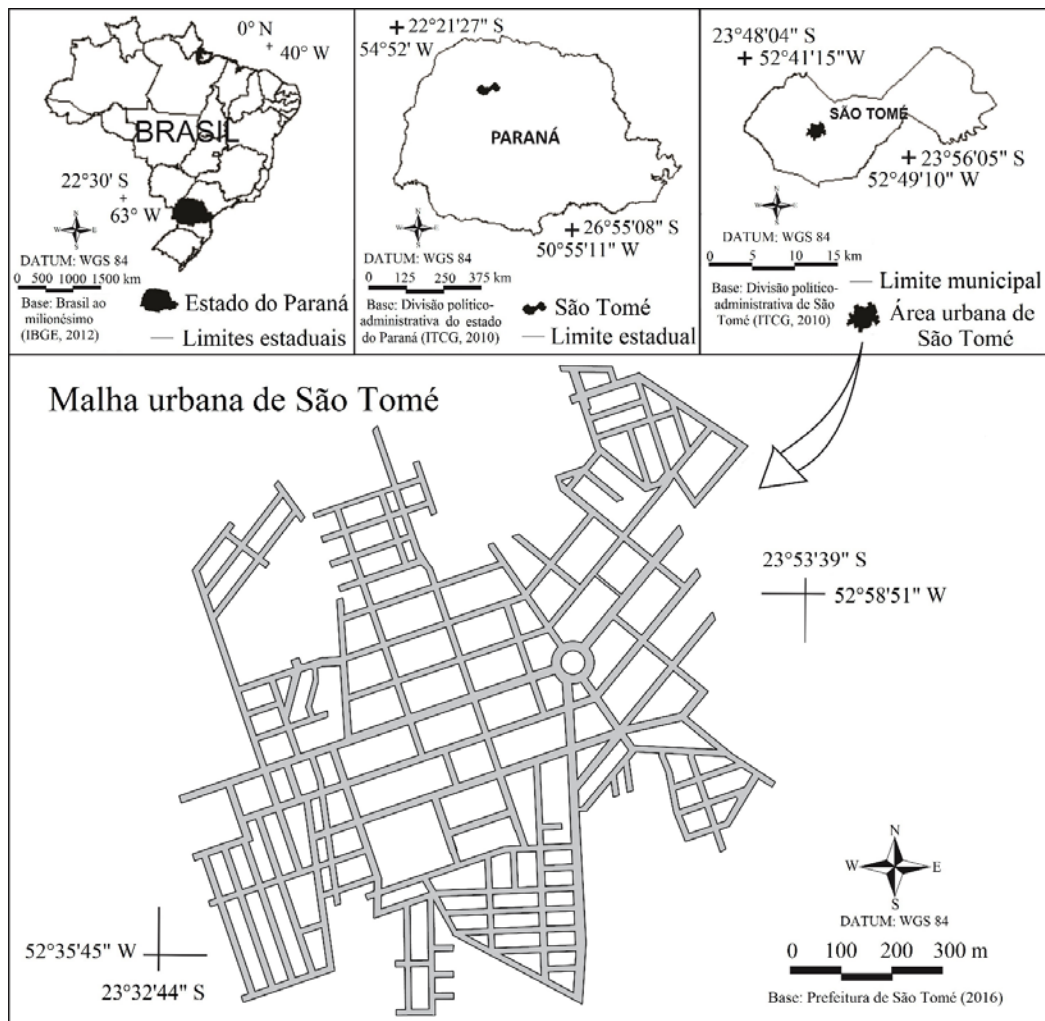 0° N
40° W
BRASIL
22°30' S
63° W
N
W E
S
DATUM: WGS 84
0 500 1000 1500 km
Base: Brasil ao
milionésimo
(IBGE, 2012)
Estado do Paraná
Limites estaduais
22°21'27" S
54°52' W
PARANÁ
26°55'08" S
50°55'11" W
N
W E
S
DATUM: WGS 84
0 125 250 375 km
Base: Divisão político-
administrativa do estado
do Paraná (ITCG, 2010)
São Tomé
Limite estadual
23°48'04" S
52°41'15"W
SÃO TOMÉ
23°56'05" S
52°49'10" W
N
W E
S
DATUM: WGS 84
0 5 10 15 km
Base: Divisão político-
administrativa de São
Tomé (ITCG, 2010)
Limite municipal
Área urbana de
São Tomé
Malha urbana de São Tomé
23°53'39" S
52°58'51" W
52°35'45" W
23°32'44" S
N
W E
S
DATUM: WGS 84
0 100 200 300 m
Base: Prefeitura de São Tomé (2016)